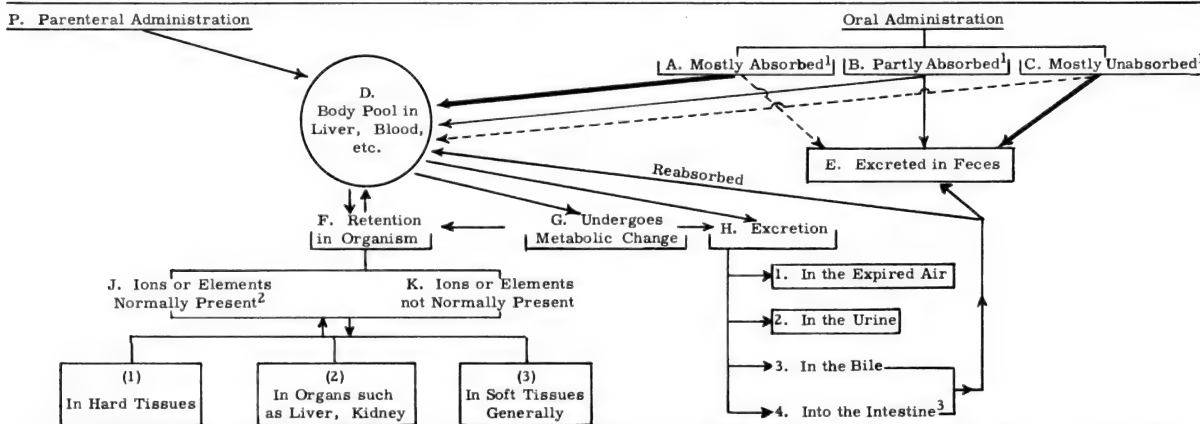 P. Parenteral Administration
Oral Administration
A. Mostly Absorbed¹
B. Partly Absorbed¹
C. Mostly Unabsorbed¹
D.
Body Pool in
Liver, Blood,
etc.
E. Excreted in Feces
Reabsorbed
F. Retention
in Organism
G. Undergoes
Metabolic Change
H. Excretion
J. Ions or Elements
Normally Present²
K. Ions or Elements
not Normally Present
1. In the Expired Air
2. In the Urine
3. In the Bile
4. Into the Intestine³
(1)
In Hard Tissues
(2)
In Organs such
as Liver, Kidney
(3)
In Soft Tissues
Generally